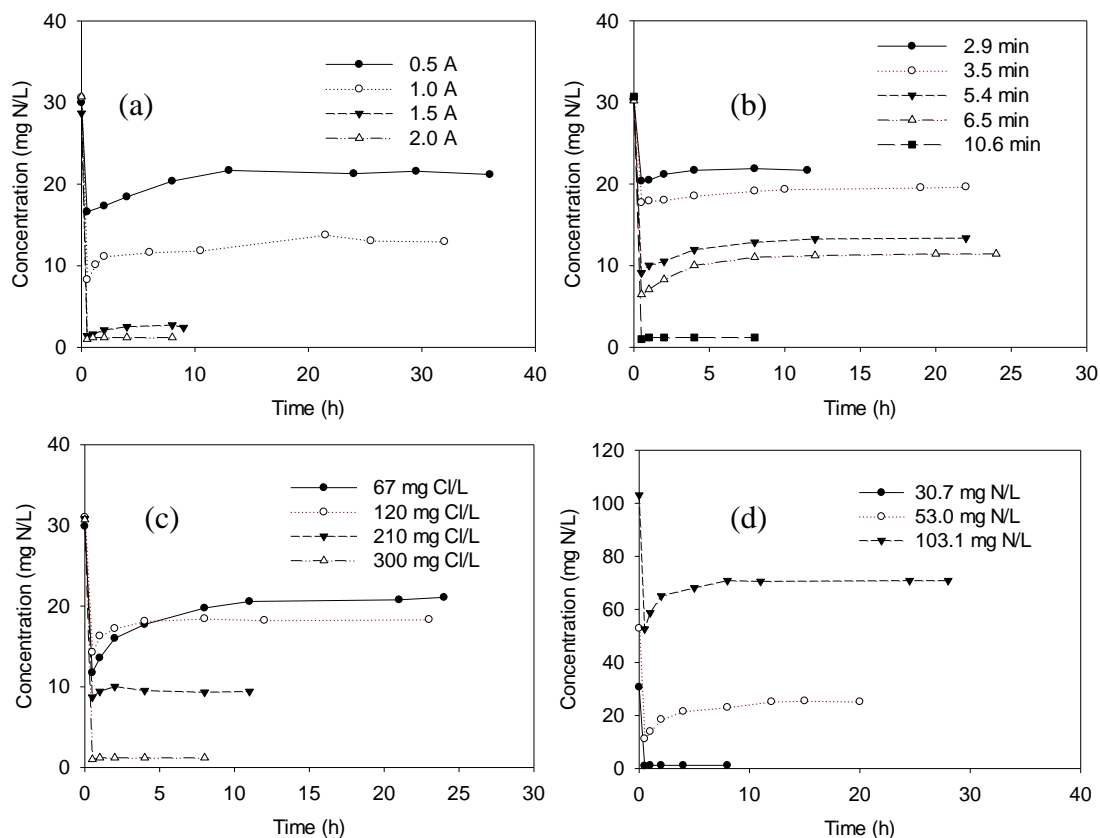 (a)
0.5 A
1.0 A
1.5 A
2.0 A
Concentration (mg N/L)
40
30
20
10
0
0 10 20 30 40
Time (h)
(b)
2.9 min
3.5 min
5.4 min
6.5 min
10.6 min
Concentration (mg N/L)
40
30
20
10
0
0 5 10 15 20 25 30
Time (h)
(c)
67 mg Cl/L
120 mg Cl/L
210 mg Cl/L
300 mg Cl/L
Concentration (mg N/L)
40
30
20
10
0
0 5 10 15 20 25 30
Time (h)
(d)
30.7 mg N/L
53.0 mg N/L
103.1 mg N/L
Concentration (mg N/L)
120
100
80
60
40
20
0
0 10 20 30 40
Time (h)